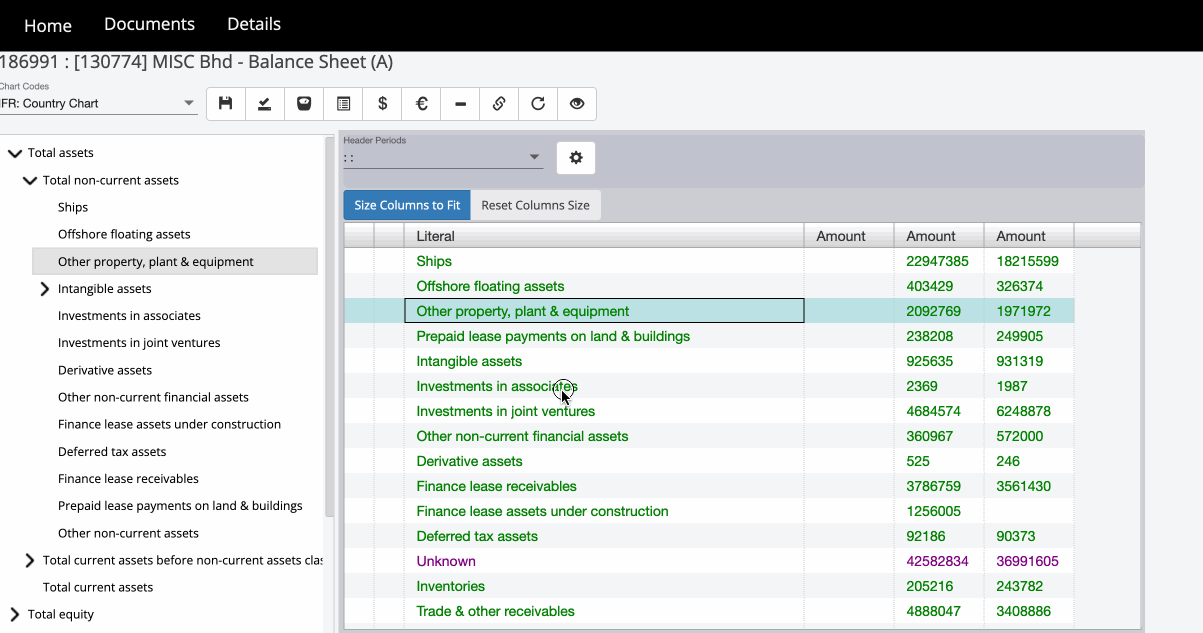 Home Documents Details
186991 : [130774] MISC Bhd - Balance Sheet (A)
Chart Codes
IFR: Country Chart
$ €
Total assets
Total non-current assets
Ships
Offshore floating assets
Other property, plant & equipment
Intangible assets
Investments in associates
Investments in joint ventures
Derivative assets
Other non-current financial assets
Finance lease assets under construction
Deferred tax assets
Finance lease receivables
Prepaid lease payments on land & buildings
Other non-current assets
Total current assets before non-current assets clas
Total current assets
Total equity
Header Periods
: :
Size Columns to Fit Reset Columns Size
Literal Amount Amount Amount
Ships 22947385 18215599
Offshore floating assets 403429 326374
Other property, plant & equipment 2092769 1971972
Prepaid lease payments on land & buildings 238208 249905
Intangible assets 925635 931319
Investments in associates 2369 1987
Investments in joint ventures 4684574 6248878
Other non-current financial assets 360967 572000
Derivative assets 525 246
Finance lease receivables 3786759 3561430
Finance lease assets under construction 1256005
Deferred tax assets 92186 90373
Unknown 42582834 36991605
Inventories 205216 243782
Trade & other receivables 4888047 3408886